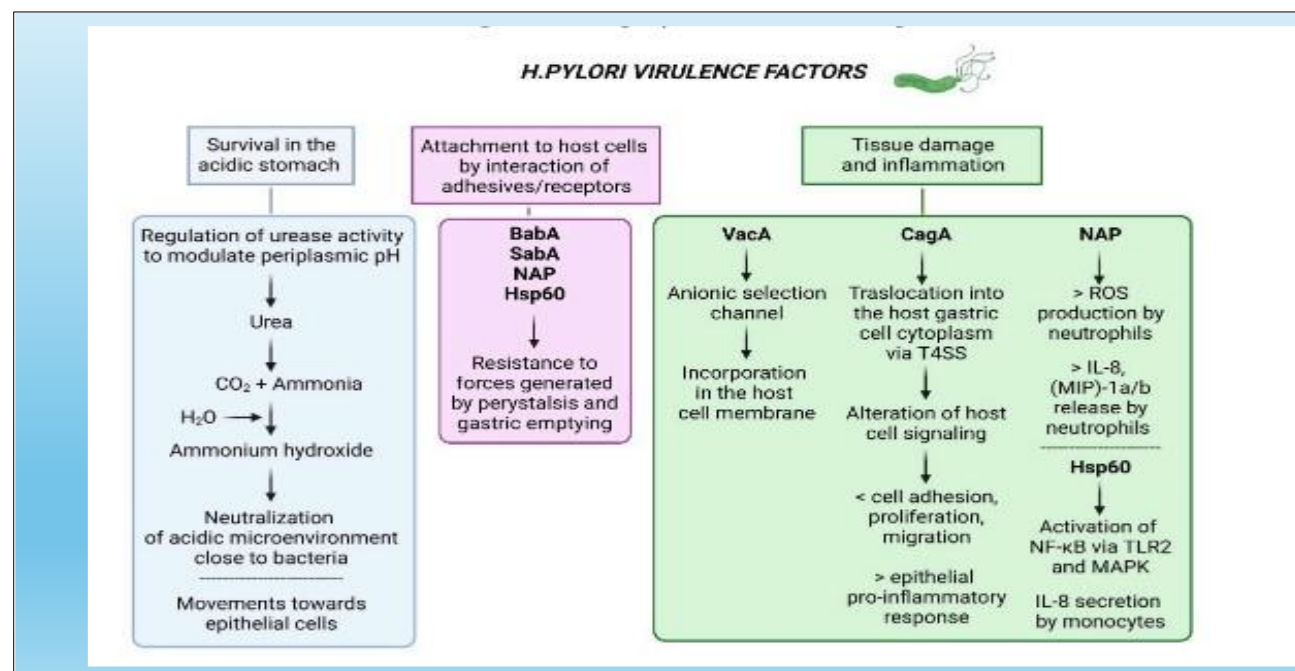 H.PYLORI VIRULENCE FACTORS
Survival in the
acidic stomach
Regulation of urease activity
to modulate periplasmic pH
Urea
CO₂ + Ammonia
H₂O
Ammonium hydroxide
Neutralization
of acidic microenvironment
close to bacteria
Movements towards
epithelial cells
Attachment to host cells
by interaction of
adhesives/receptors
BabA
SabA
NAP
Hsp60
Resistance to
forces generated
by perystalsis and
gastric emptying
Tissue damage
and inflammation
VacA
Anionic selection
channel
Incorporation
in the host
cell membrane
CagA
Traslocation into
the host gastric
cell cytoplasm
via T4SS
Alteration of host
cell signaling
< cell adhesion,
proliferation,
migration
> epithelial
pro-inflammatory
response
NAP
> ROS
production by
neutrophils
> IL-8,
(MIP)-1a/b
release by
neutrophils
Hsp60
Activation of
NF-κB via TLR2
and MAPK
IL-8 secretion
by monocytes